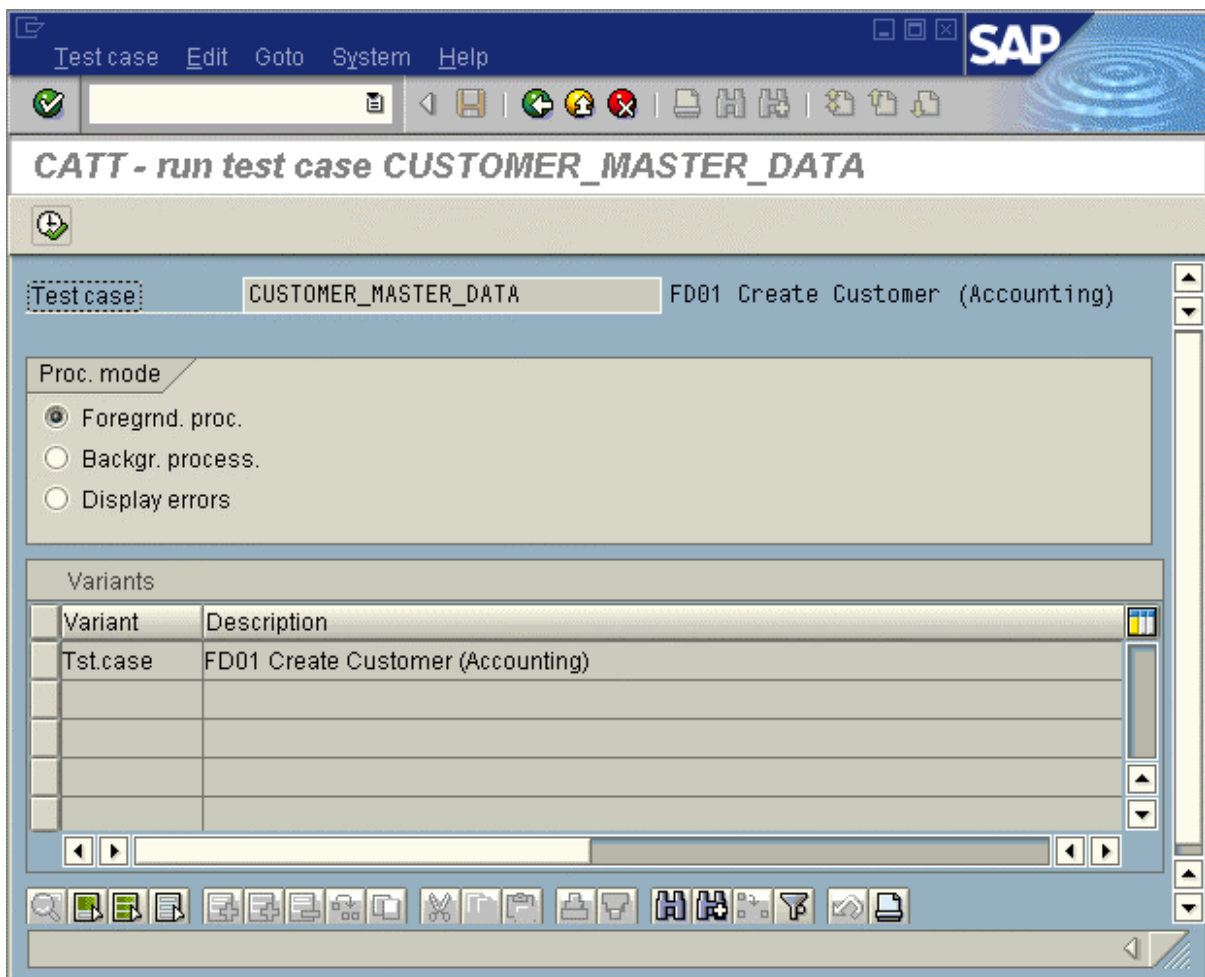 Test case Edit Goto System Help
SAP
CATT - run test case CUSTOMER_MASTER_DATA
Test case CUSTOMER_MASTER_DATA FD01 Create Customer (Accounting)
Proc. mode
Foregrnd. proc.
Backgr. process.
Display errors
Variants
Variant Description
Tst.case FD01 Create Customer (Accounting)